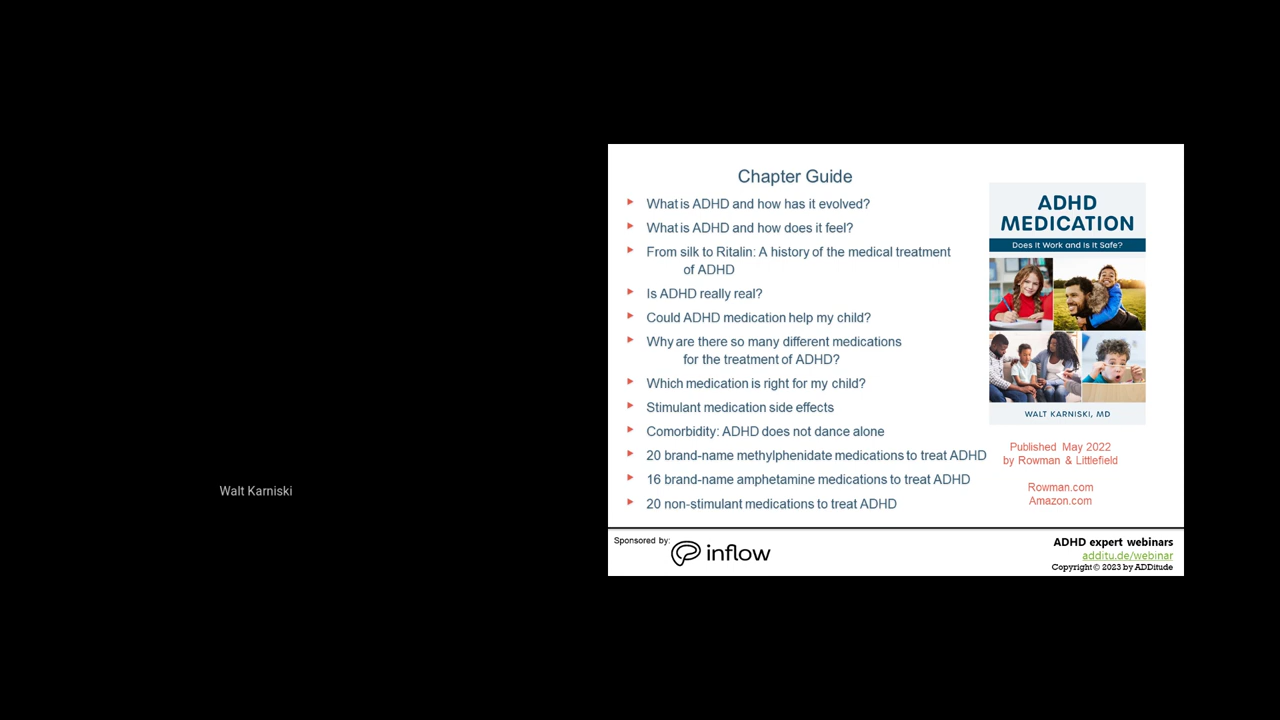 Walt Karniski
Chapter Guide
What is ADHD and how has it evolved?
What is ADHD and how does it feel?
From silk to Ritalin: A history of the medical treatment
of ADHD
Is ADHD really real?
Could ADHD medication help my child?
Why are there so many different medications
for the treatment of ADHD?
Which medication is right for my child?
Stimulant medication side effects
Comorbidity: ADHD does not dance alone
20 brand-name methylphenidate medications to treat ADHD
16 brand-name amphetamine medications to treat ADHD
20 non-stimulant medications to treat ADHD
ADHD
MEDICATION
Does It Work and Is It Safe?
WALT KARNISKI, MD
Published May 2022
by Rowman & Littlefield
Rowman.com
Amazon.com
Sponsored by:
inflow
ADHD expert webinars
additu.de/webinar
Copyright © 2023 by ADDitude